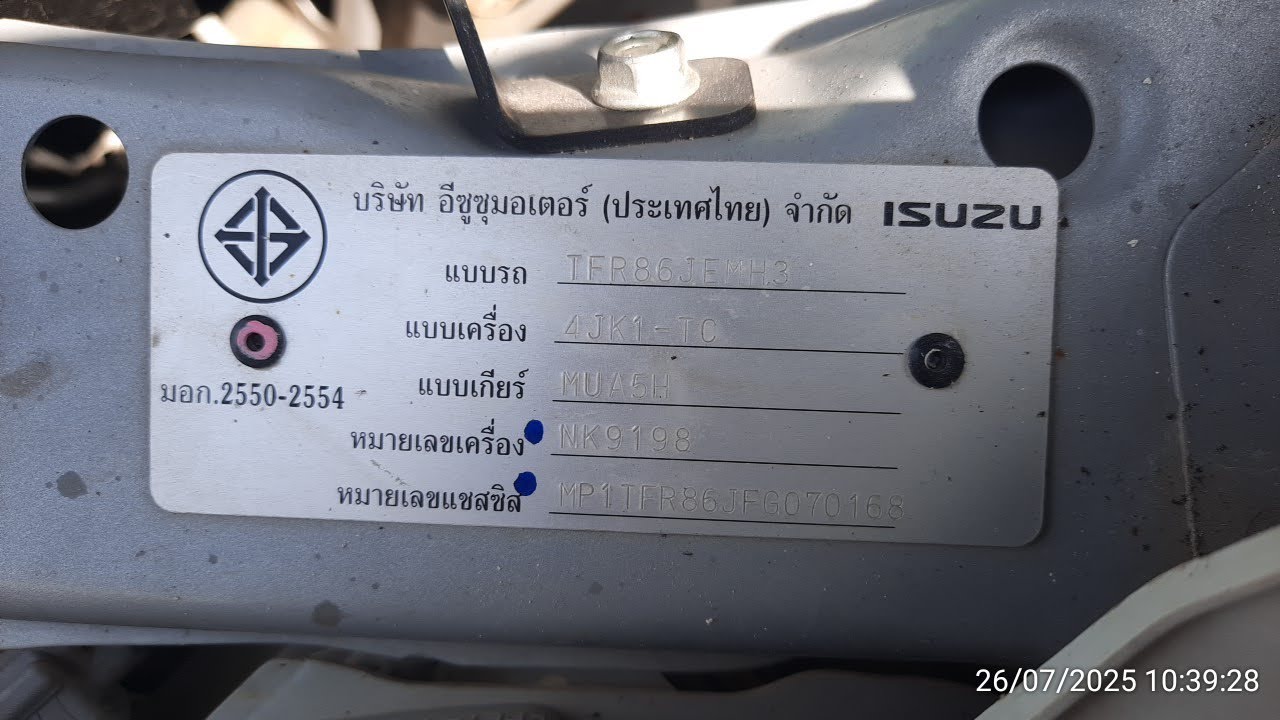 บริษัท อีซูซุมอเตอร์ (ประเทศไทย) จำกัด ISUZU
แบบรถ TFR86JEMH3
แบบเครื่อง 4JK1-TC
แบบเกียร์ MUA5H
มอก.2550-2554
หมายเลขเครื่อง NK9198
หมายเลขแชสซิส MP1TFR86JFG070168
26/07/2025 10:39:28